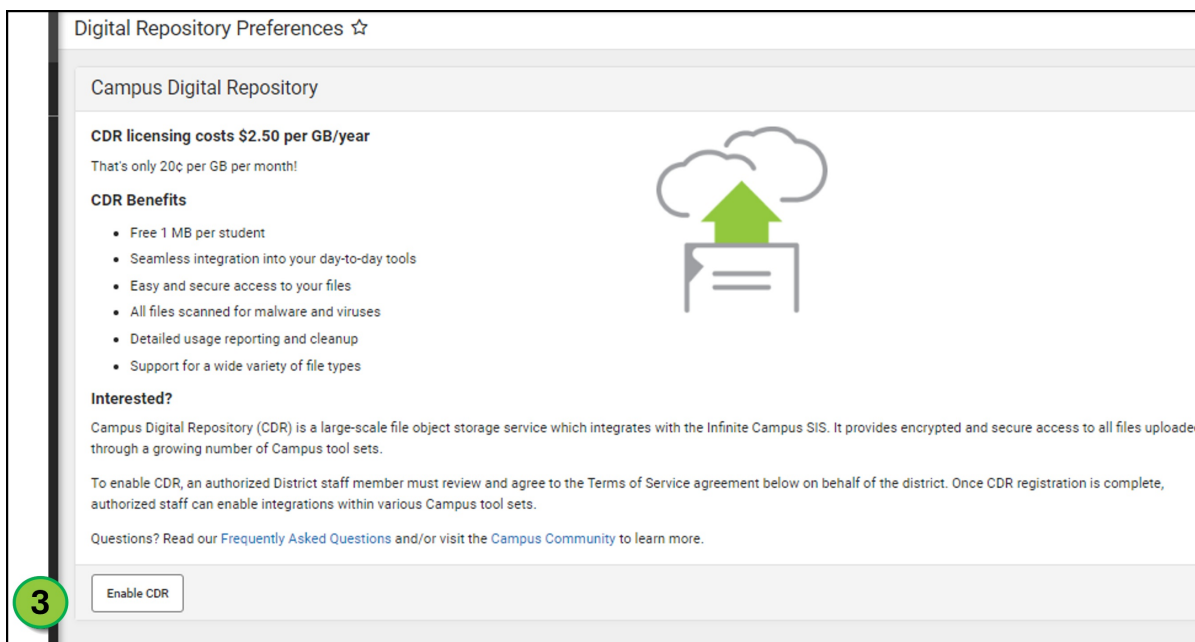 Digital Repository Preferences ☆
Campus Digital Repository
CDR licensing costs $2.50 per GB/year
That's only 20¢ per GB per month!
CDR Benefits
• Free 1 MB per student
• Seamless integration into your day-to-day tools
• Easy and secure access to your files
• All files scanned for malware and viruses
• Detailed usage reporting and cleanup
• Support for a wide variety of file types
Interested?
Campus Digital Repository (CDR) is a large-scale file object storage service which integrates with the Infinite Campus SIS. It provides encrypted and secure access to all files uploade
through a growing number of Campus tool sets.
To enable CDR, an authorized District staff member must review and agree to the Terms of Service agreement below on behalf of the district. Once CDR registration is complete,
authorized staff can enable integrations within various Campus tool sets.
Questions? Read our Frequently Asked Questions and/or visit the Campus Community to learn more.
3
Enable CDR